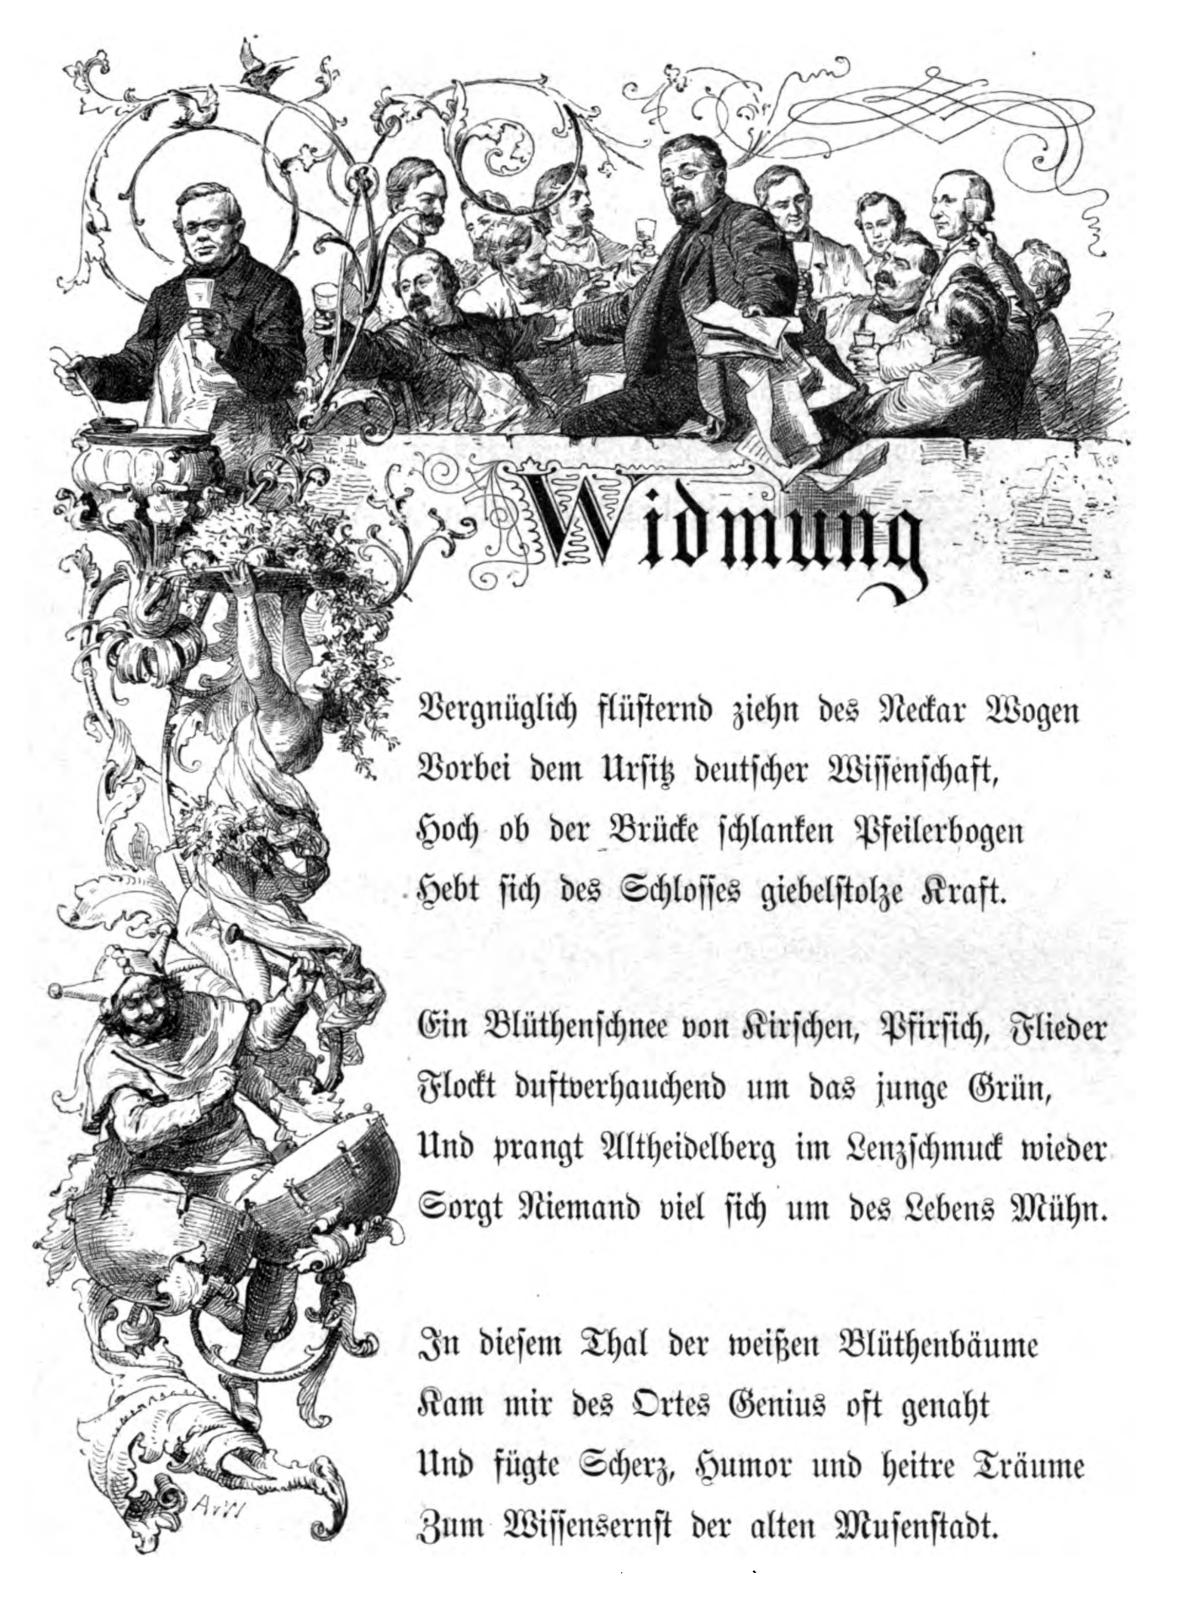 Widmung
Vergnüglich flüsternd ziehn des Neckar Wogen
Vorbei dem Ursitz deutscher Wissenschaft,
Hoch ob der Brücke schlanken Pfeilerbogen
Hebt sich des Schlosses giebelstolze Kraft.
Ein Blüthenschnee von Kirschen, Pfirsich, Flieder
Flockt duftverhauchend um das junge Grün,
Und prangt Altheidelberg im Lenzschmuck wieder
Sorgt Niemand viel sich um des Lebens Mühn.
In diesem Thal der weißen Blüthenbäume
Kam mir des Ortes Genius oft genaht
Und fügte Scherz, Humor und heitre Träume
Zum Wissensernst der alten Musenstadt.
AvW